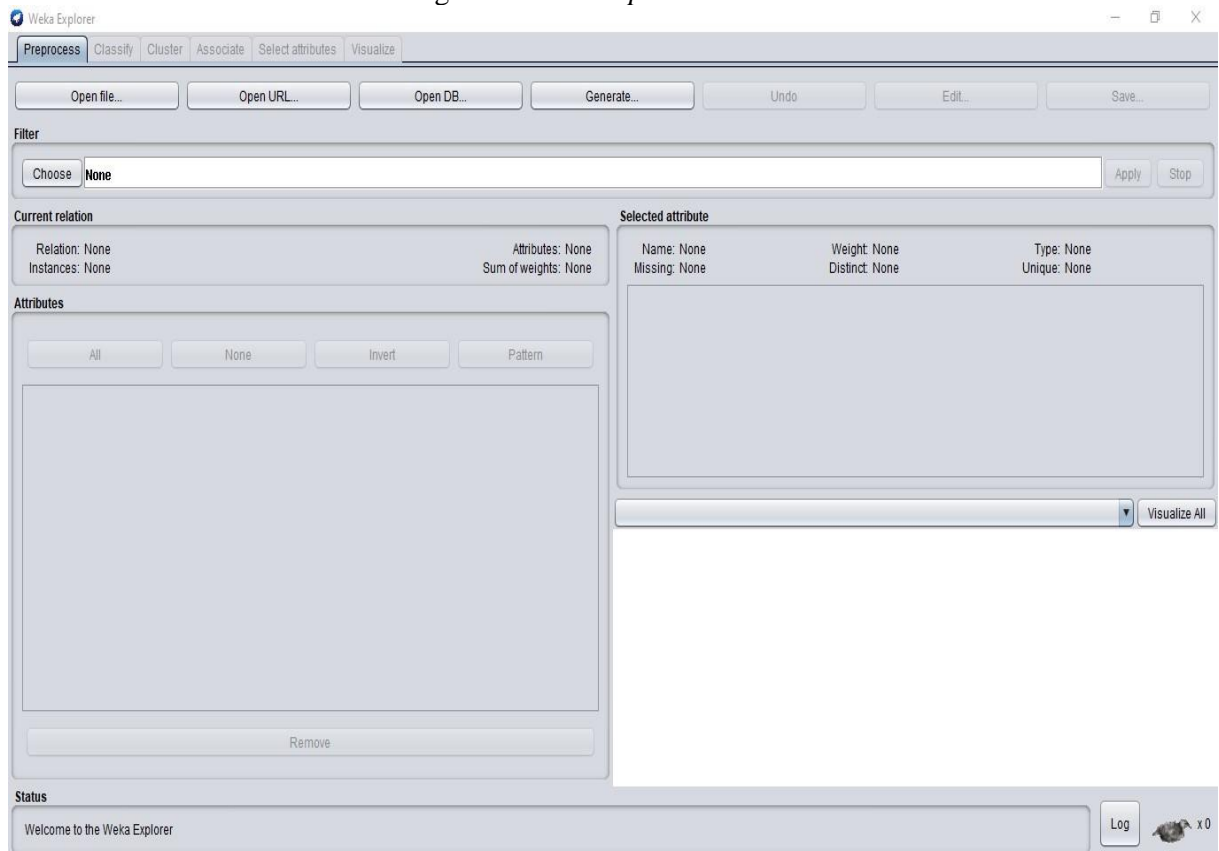 Weka Explorer
Preprocess Classify Cluster Associate Select attributes Visualize
Open file... Open URL... Open DB... Generate... Undo Edit... Save...
Filter
Choose None Apply Stop
Current relation
Relation: None Attributes: None
Instances: None Sum of weights: None
Attributes
All None Invert Pattern
Remove
Selected attribute
Name: None Weight: None Type: None
Missing: None Distinct: None Unique: None
Visualize All
Status
Welcome to the Weka Explorer
Log x 0